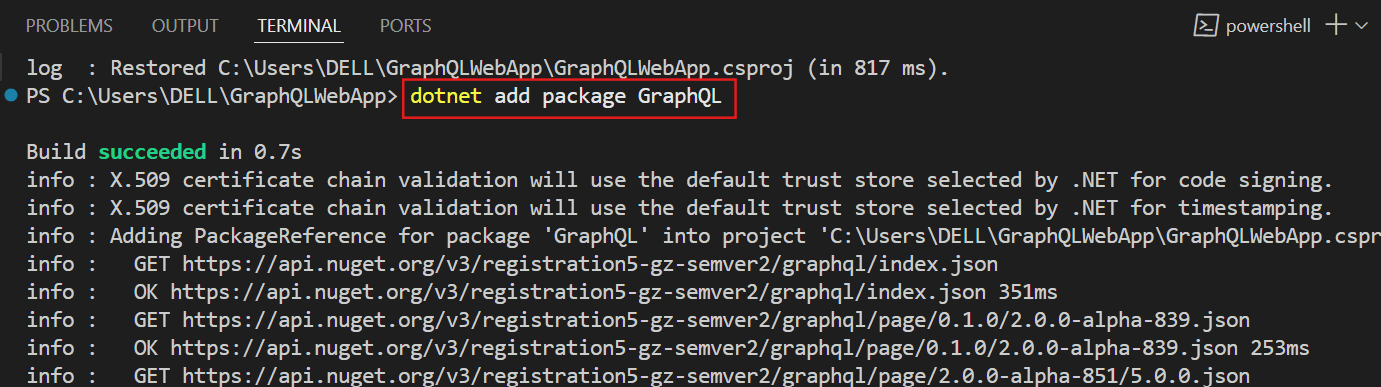 PROBLEMS OUTPUT TERMINAL PORTS powershell
log  : Restored C:\Users\DELL\GraphQLWebApp\GraphQLWebApp.csproj (in 817 ms).
PS C:\Users\DELL\GraphQLWebApp> dotnet add package GraphQL
Build succeeded in 0.7s
info : X.509 certificate chain validation will use the default trust store selected by .NET for code signing.
info : X.509 certificate chain validation will use the default trust store selected by .NET for timestamping.
info : Adding PackageReference for package 'GraphQL' into project 'C:\Users\DELL\GraphQLWebApp\GraphQLWebApp.cspr
info :   GET https://api.nuget.org/v3/registration5-gz-semver2/graphql/index.json
info :   OK https://api.nuget.org/v3/registration5-gz-semver2/graphql/index.json 351ms
info :   GET https://api.nuget.org/v3/registration5-gz-semver2/graphql/page/0.1.0/2.0.0-alpha-839.json
info :   OK https://api.nuget.org/v3/registration5-gz-semver2/graphql/page/0.1.0/2.0.0-alpha-839.json 253ms
info :   GET https://api.nuget.org/v3/registration5-gz-semver2/graphql/page/2.0.0-alpha-851/5.0.0.json